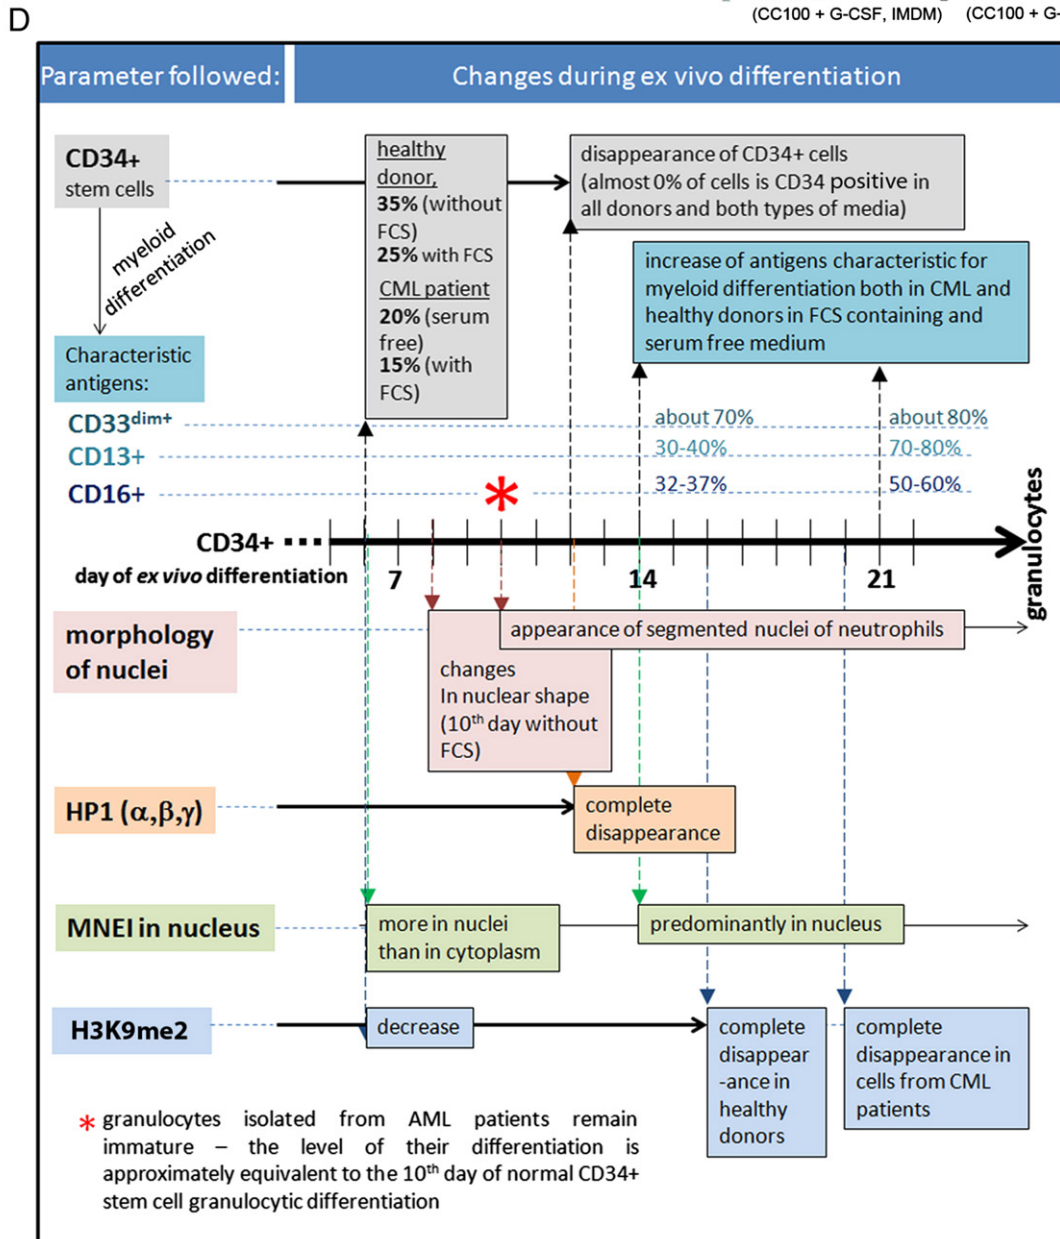 D
(CC100 + G-CSF, IMDM) (CC100 + G-
Parameter followed:
Changes during ex vivo differentiation
CD34+
stem cells
myeloid
differentiation
healthy
donor,
35% (without
FCS)
25% with FCS
CML patient
20% (serum
free)
15% (with
FCS)
disappearance of CD34+ cells
(almost 0% of cells is CD34 positive in
all donors and both types of media)
increase of antigens characteristic for
myeloid differentiation both in CML and
healthy donors in FCS containing and
serum free medium
Characteristic
antigens:
CD33dim+
about 70%
about 80%
CD13+
30-40%
70-80%
CD16+
*
32-37%
50-60%
CD34+
granulocytes
day of ex vivo differentiation
7
14
21
morphology
of nuclei
appearance of segmented nuclei of neutrophils
changes
In nuclear shape
(10th day without
FCS)
HP1 (α,β,γ)
complete
disappearance
MNEI in nucleus
more in nuclei
than in cytoplasm
predominantly in nucleus
H3K9me2
decrease
complete
disappear
-ance in
healthy
donors
complete
disappearance in
cells from CML
patients
* granulocytes isolated from AML patients remain
immature – the level of their differentiation is
approximately equivalent to the 10th day of normal CD34+
stem cell granulocytic differentiation